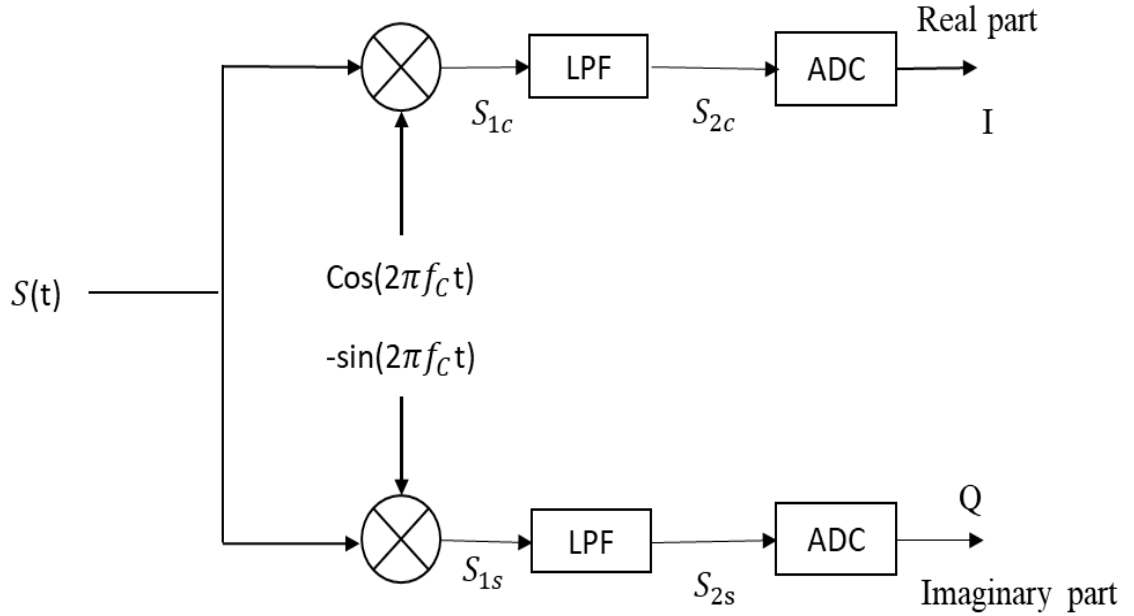 Real part
LPF
ADC
S₁c
S₂c
I
Cos(2πf_C t)
S(t)
-sin(2πf_C t)
Q
LPF
ADC
S₁s
S₂s
Imaginary part